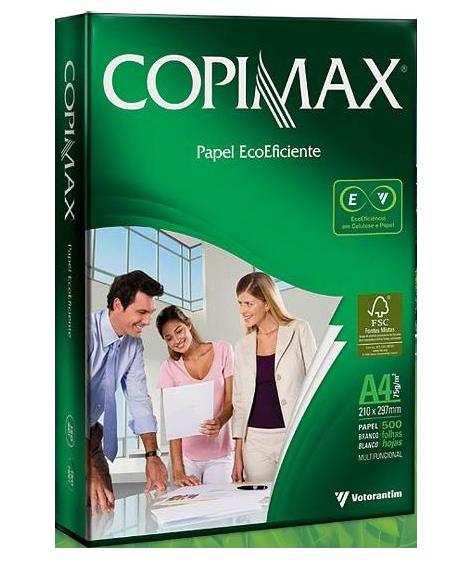 COPIMAX®
Papel EcoEficiente
E
EcoEficiência
em Celulose e Papel
FSC
Fontes Mistas
A4
75g/m²
210 x 297mm
PAPEL 500
BRANCO folhas
BLANCO hojas
MULTIFUNCIONAL
Votorantim
COPIMAX
Papel EcoEficiente